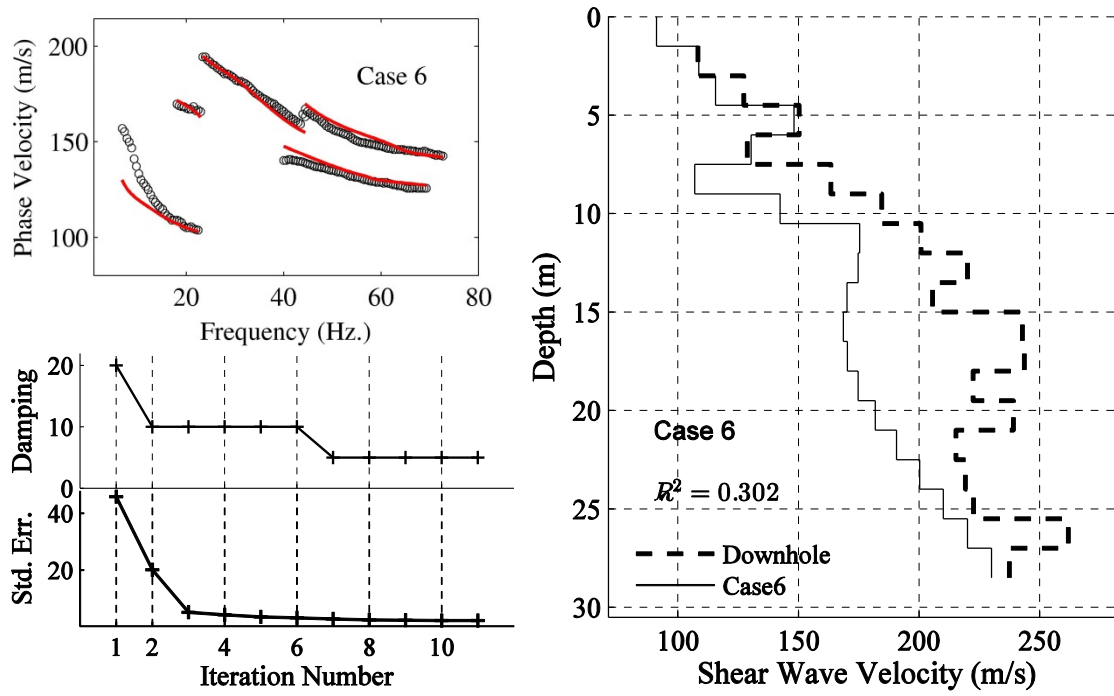 Phase Velocity (m/s)
200
150
100
Case 6
20
40
60
80
Frequency (Hz.)
Damping
20
10
0
Std. Err.
40
20
1
2
4
6
8
10
Iteration Number
Depth (m)
0
5
10
15
20
25
30
Case 6
R² = 0.302
Downhole
Case6
100
150
200
250
Shear Wave Velocity (m/s)